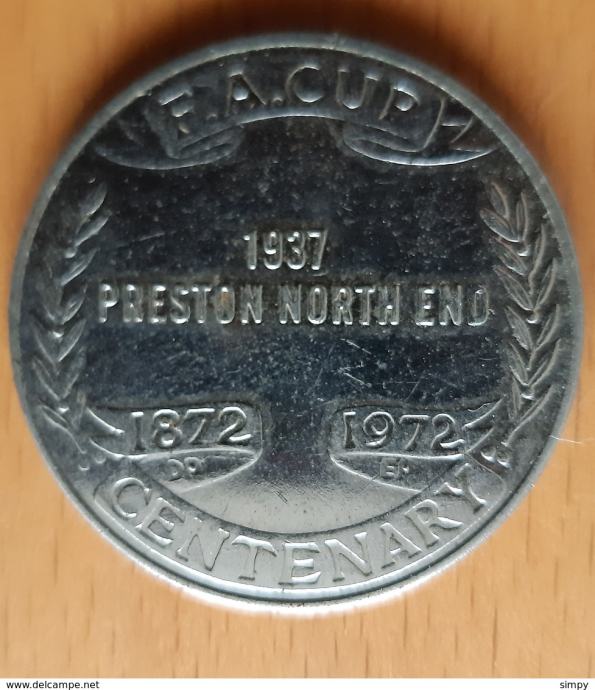 F.A.CUP
1937
PRESTON NORTH END
1872 1972
CENTENARY
www.delcampe.net
simpy